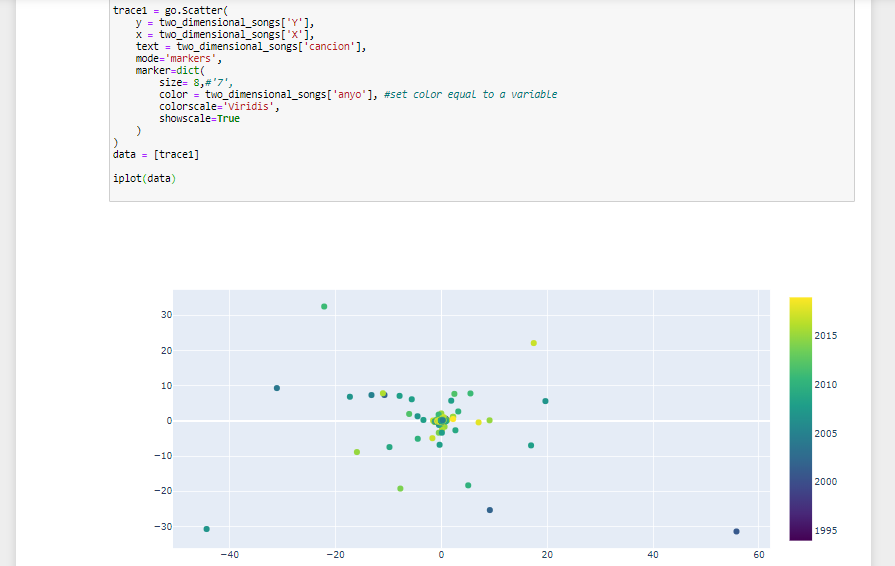 trace1 = go.Scatter(
    y = two_dimensional_songs['Y'],
    x = two_dimensional_songs['X'],
    text = two_dimensional_songs['cancion'],
    mode='markers',
    marker=dict(
        size= 8,#'7',
        color = two_dimensional_songs['anyo'], #set color equal to a variable
        colorscale='Viridis',
        showscale=True
    )
)
data = [trace1]
iplot(data)
30
20
10
0
−10
−20
−30
−40 −20 0 20 40 60
2015
2010
2005
2000
1995